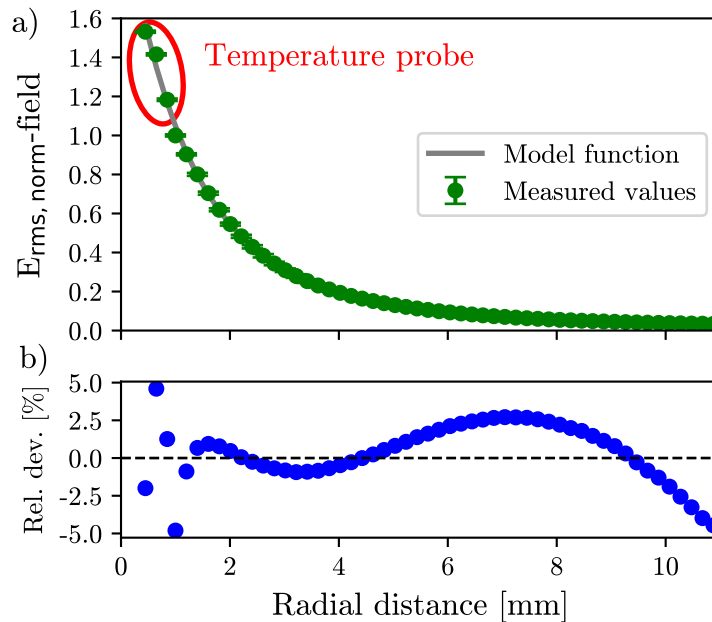 a)
1.6
1.4
1.2
1.0
0.8
0.6
0.4
0.2
0.0
E_rms, norm-field
Temperature probe
Model function
Measured values
b)
5.0
2.5
0.0
-2.5
-5.0
Rel. dev. [%]
0 2 4 6 8 10
Radial distance [mm]